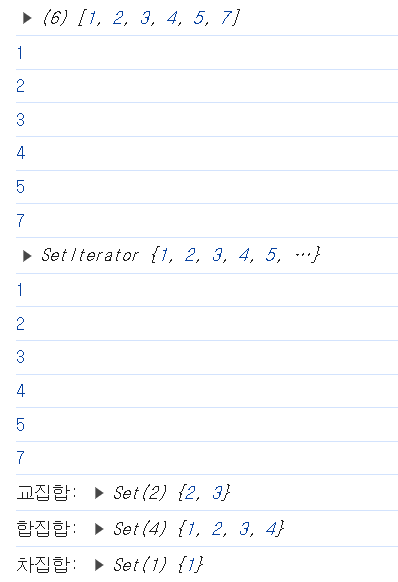 ▶ (6) [1, 2, 3, 4, 5, 7]
1
2
3
4
5
7
▶ SetIterator {1, 2, 3, 4, 5, …}
1
2
3
4
5
7
교집합: ▶ Set(2) {2, 3}
합집합: ▶ Set(4) {1, 2, 3, 4}
차집합: ▶ Set(1) {1}